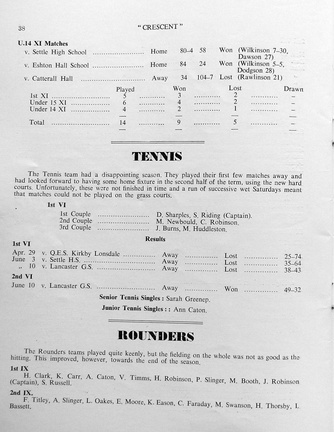 38 " CRESCENT "
U.14 XI Matches
v. Settle High School .................... Home 80–4 58 Won (Wilkinson 7–30, Dawson 27)
v. Eshton Hall School .................... Home 84 24 Won (Wilkinson 5–5, Dodgson 28)
v. Catterall Hall .................... Away 34 104–7 Lost (Rawlinson 21)
Played Won Lost Drawn
1st XI .................... 5 .......... 3 .......... 2 .......... –
Under 15 XI .................... 6 .......... 4 .......... 2 .......... –
Under 14 XI .................... 3 .......... 2 .......... 1 .......... –
Total .................... 14 .......... 9 .......... 5 .......... –
TENNIS
The Tennis team had a disappointing season. They played their first few matches away and
had looked forward to having some home fixture in the second half of the term, using the new hard
courts. Unfortunately, these were not finished in time and a run of successive wet Saturdays meant
that matches could not be played on the grass courts.
1st VI
1st Couple .................... D. Sharples, S. Riding (Captain).
2nd Couple .................... M. Newbould, C. Robinson.
3rd Couple .................... J. Burns, M. Huddleston.
Results
1st VI
Apr. 29 v. Q.E.S. Kirkby Lonsdale .......... Away .......... Lost .......... 25–74
June 3 v. Settle H.S. .......... Away .......... Lost .......... 35–64
„ 10 v. Lancaster G.S. .......... Away .......... Lost .......... 38–43
2nd VI
June 10 v. Lancaster G.S. .......... Away .......... Won .......... 49–32
Senior Tennis Singles : Sarah Greenep.
Junior Tennis Singles : : Ann Caton.
ROUNDERS
The Rounders teams played quite keenly, but the fielding on the whole was not as good as the
hitting. This improved, however, towards the end of the season.
1st IX
H. Clark, K. Carr, A. Caton, V. Timms, H. Robinson, P. Slinger, M. Booth, J. Robinson
(Captain), S. Russell.
2nd IX.
F. Titley, A. Slinger, L. Oakes, E. Moore, K. Eason, C. Faraday, M. Swanson, H. Thorsby, I.
Bassett.